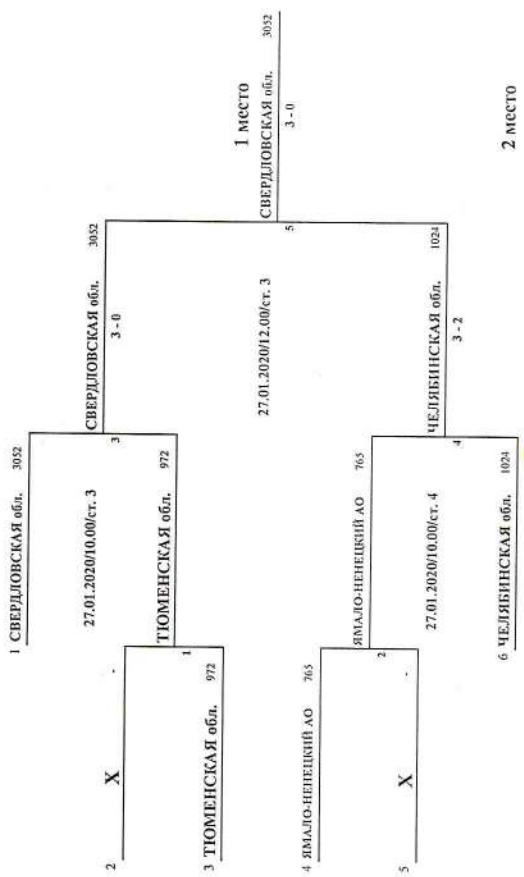 1 СВЕРДЛОВСКАЯ обл. 3052
27.01.2020/10.00/ст. 3
2 X -
1
3 ТЮМЕНСКАЯ обл. 972
ТЮМЕНСКАЯ обл. 972
3
СВЕРДЛОВСКАЯ обл. 3052
3 - 0
4 ЯМАЛО-НЕНЕЦКИЙ АО 765
2
5 X -
ЯМАЛО-НЕНЕЦКИЙ АО 765
27.01.2020/10.00/ст. 4
4
6 ЧЕЛЯБИНСКАЯ обл. 1024
ЧЕЛЯБИНСКАЯ обл. 1024
3 - 2
27.01.2020/12.00/ст. 3
5
1 место
СВЕРДЛОВСКАЯ обл. 3052
3 - 0
2 место